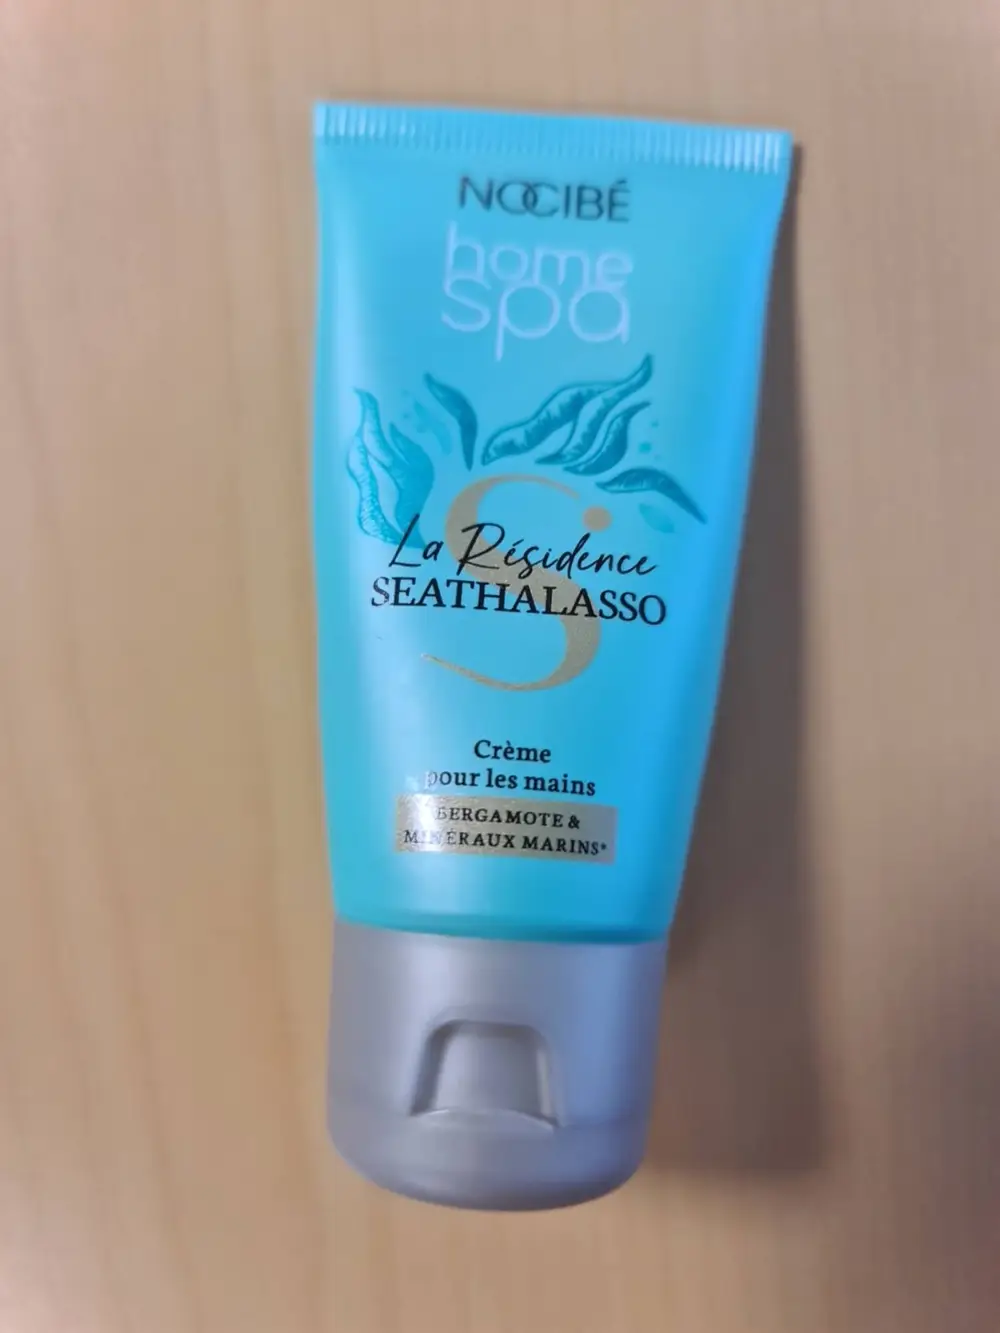 NOCIBÉ
home
spa
S
La Résidence
SEATHALASSO
Crème
pour les mains
BERGAMOTE &
MINÉRAUX MARINS*